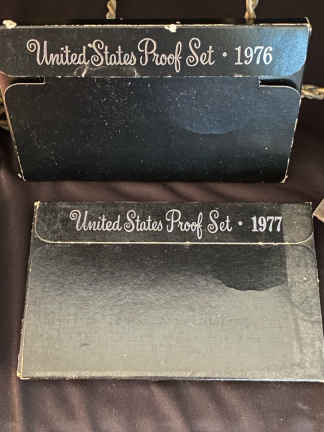 United States Proof Set · 1976
United States Proof Set · 1977